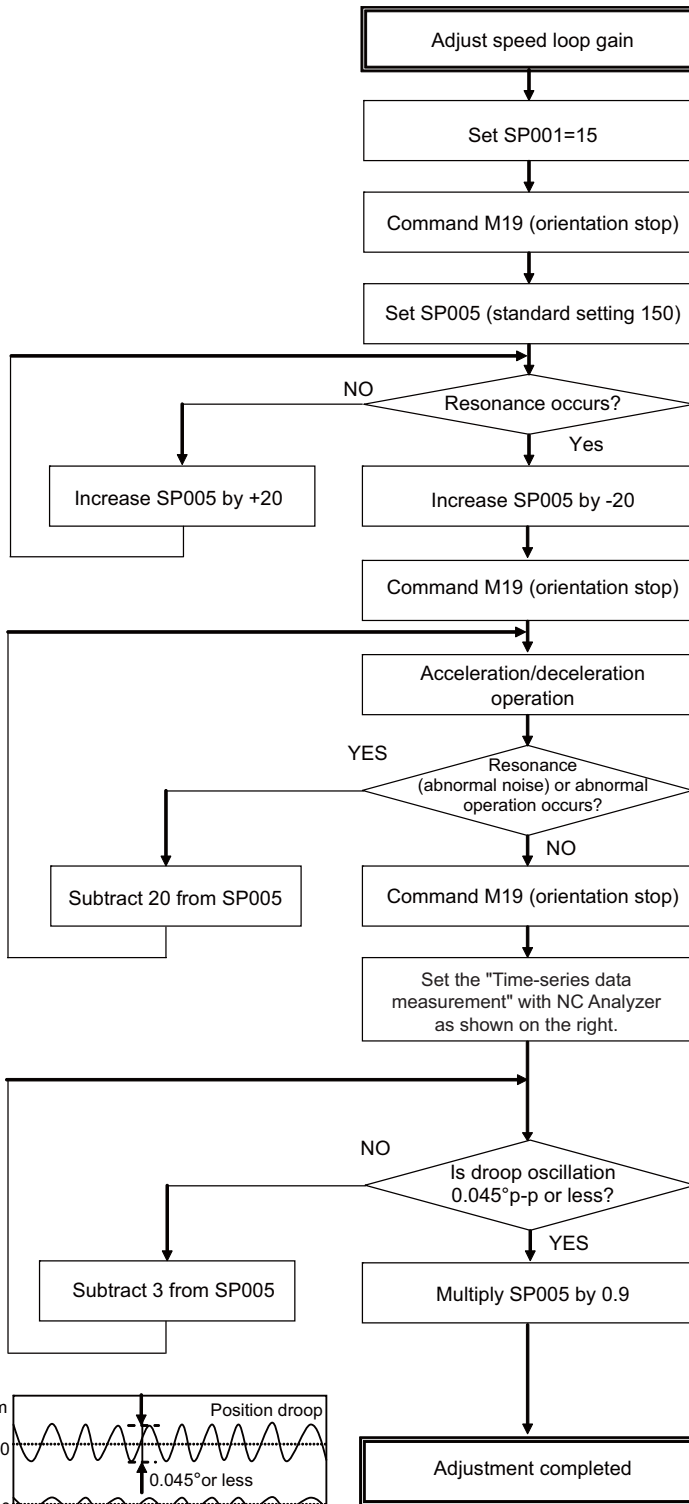 Adjust speed loop gain
Set SP001=15
Command M19 (orientation stop)
Set SP005 (standard setting 150)
NO
Resonance occurs?
Yes
Increase SP005 by +20
Increase SP005 by -20
Command M19 (orientation stop)
Acceleration/deceleration
operation
YES
Resonance
(abnormal noise) or abnormal
operation occurs?
NO
Subtract 20 from SP005
Command M19 (orientation stop)
Set the "Time-series data
measurement" with NC Analyzer
as shown on the right.
NO
Is droop oscillation
0.045°p-p or less?
YES
Subtract 3 from SP005
Multiply SP005 by 0.9
Position droop
0
0.045°or less
Adjustment completed